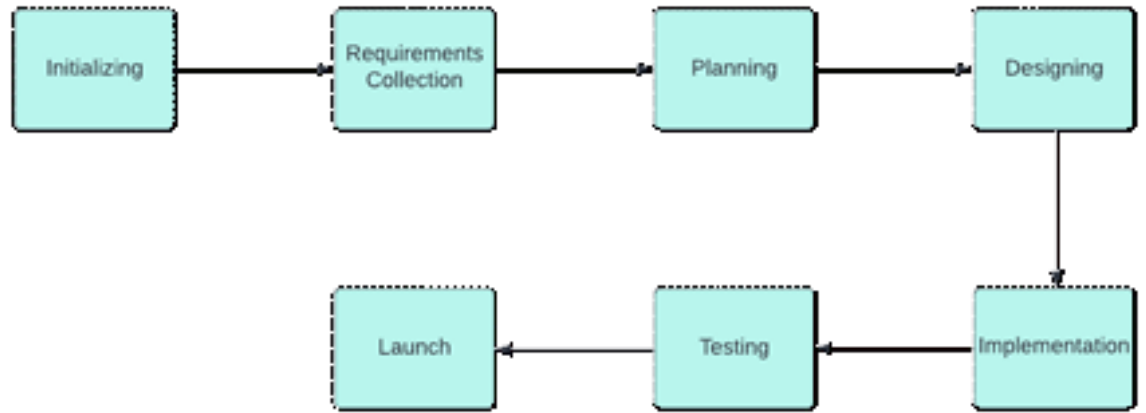 Initializing
Requirements
Collection
Planning
Designing
Implementation
Testing
Launch